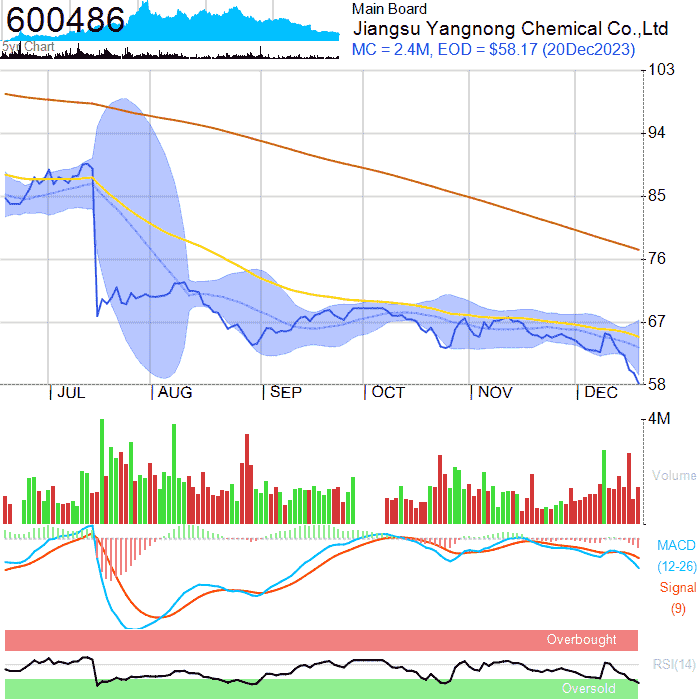 600486
5yr Chart
Main Board
Jiangsu Yangnong Chemical Co.,Ltd
MC = 2.4M, EOD = $58.17 (20Dec2023)
103
94
85
76
67
58
JUL
AUG
SEP
OCT
NOV
DEC
4M
Volume
MACD
(12-26)
Signal
(9)
Overbought
RSI(14)
Oversold